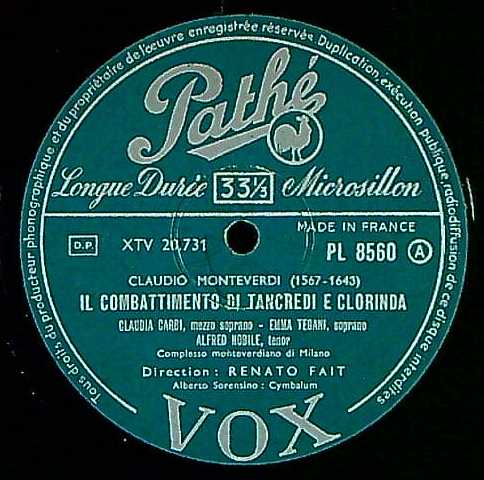 Tous droits du producteur phonographique et du propriétaire de l'œuvre enregistrée réservés. Duplication, exécution publique, radiodiffusion de ce disque interdites
Pathé
Longue Durée 33⅓ Microsillon
MADE IN FRANCE
D.P. XTV 20,731 PL 8560 A
CLAUDIO MONTEVERDI (1567-1643)
IL COMBATTIMENTO DI TANCREDI E CLORINDA
CLAUDIA CARBI, mezzo soprano - EMMA TEBANI, soprano
ALFRED NOBILE, tenor
Complesso monteverdiano di Milano
Direction : RENATO FAIT
Alberto Sorensino : Cymbalum
VOX